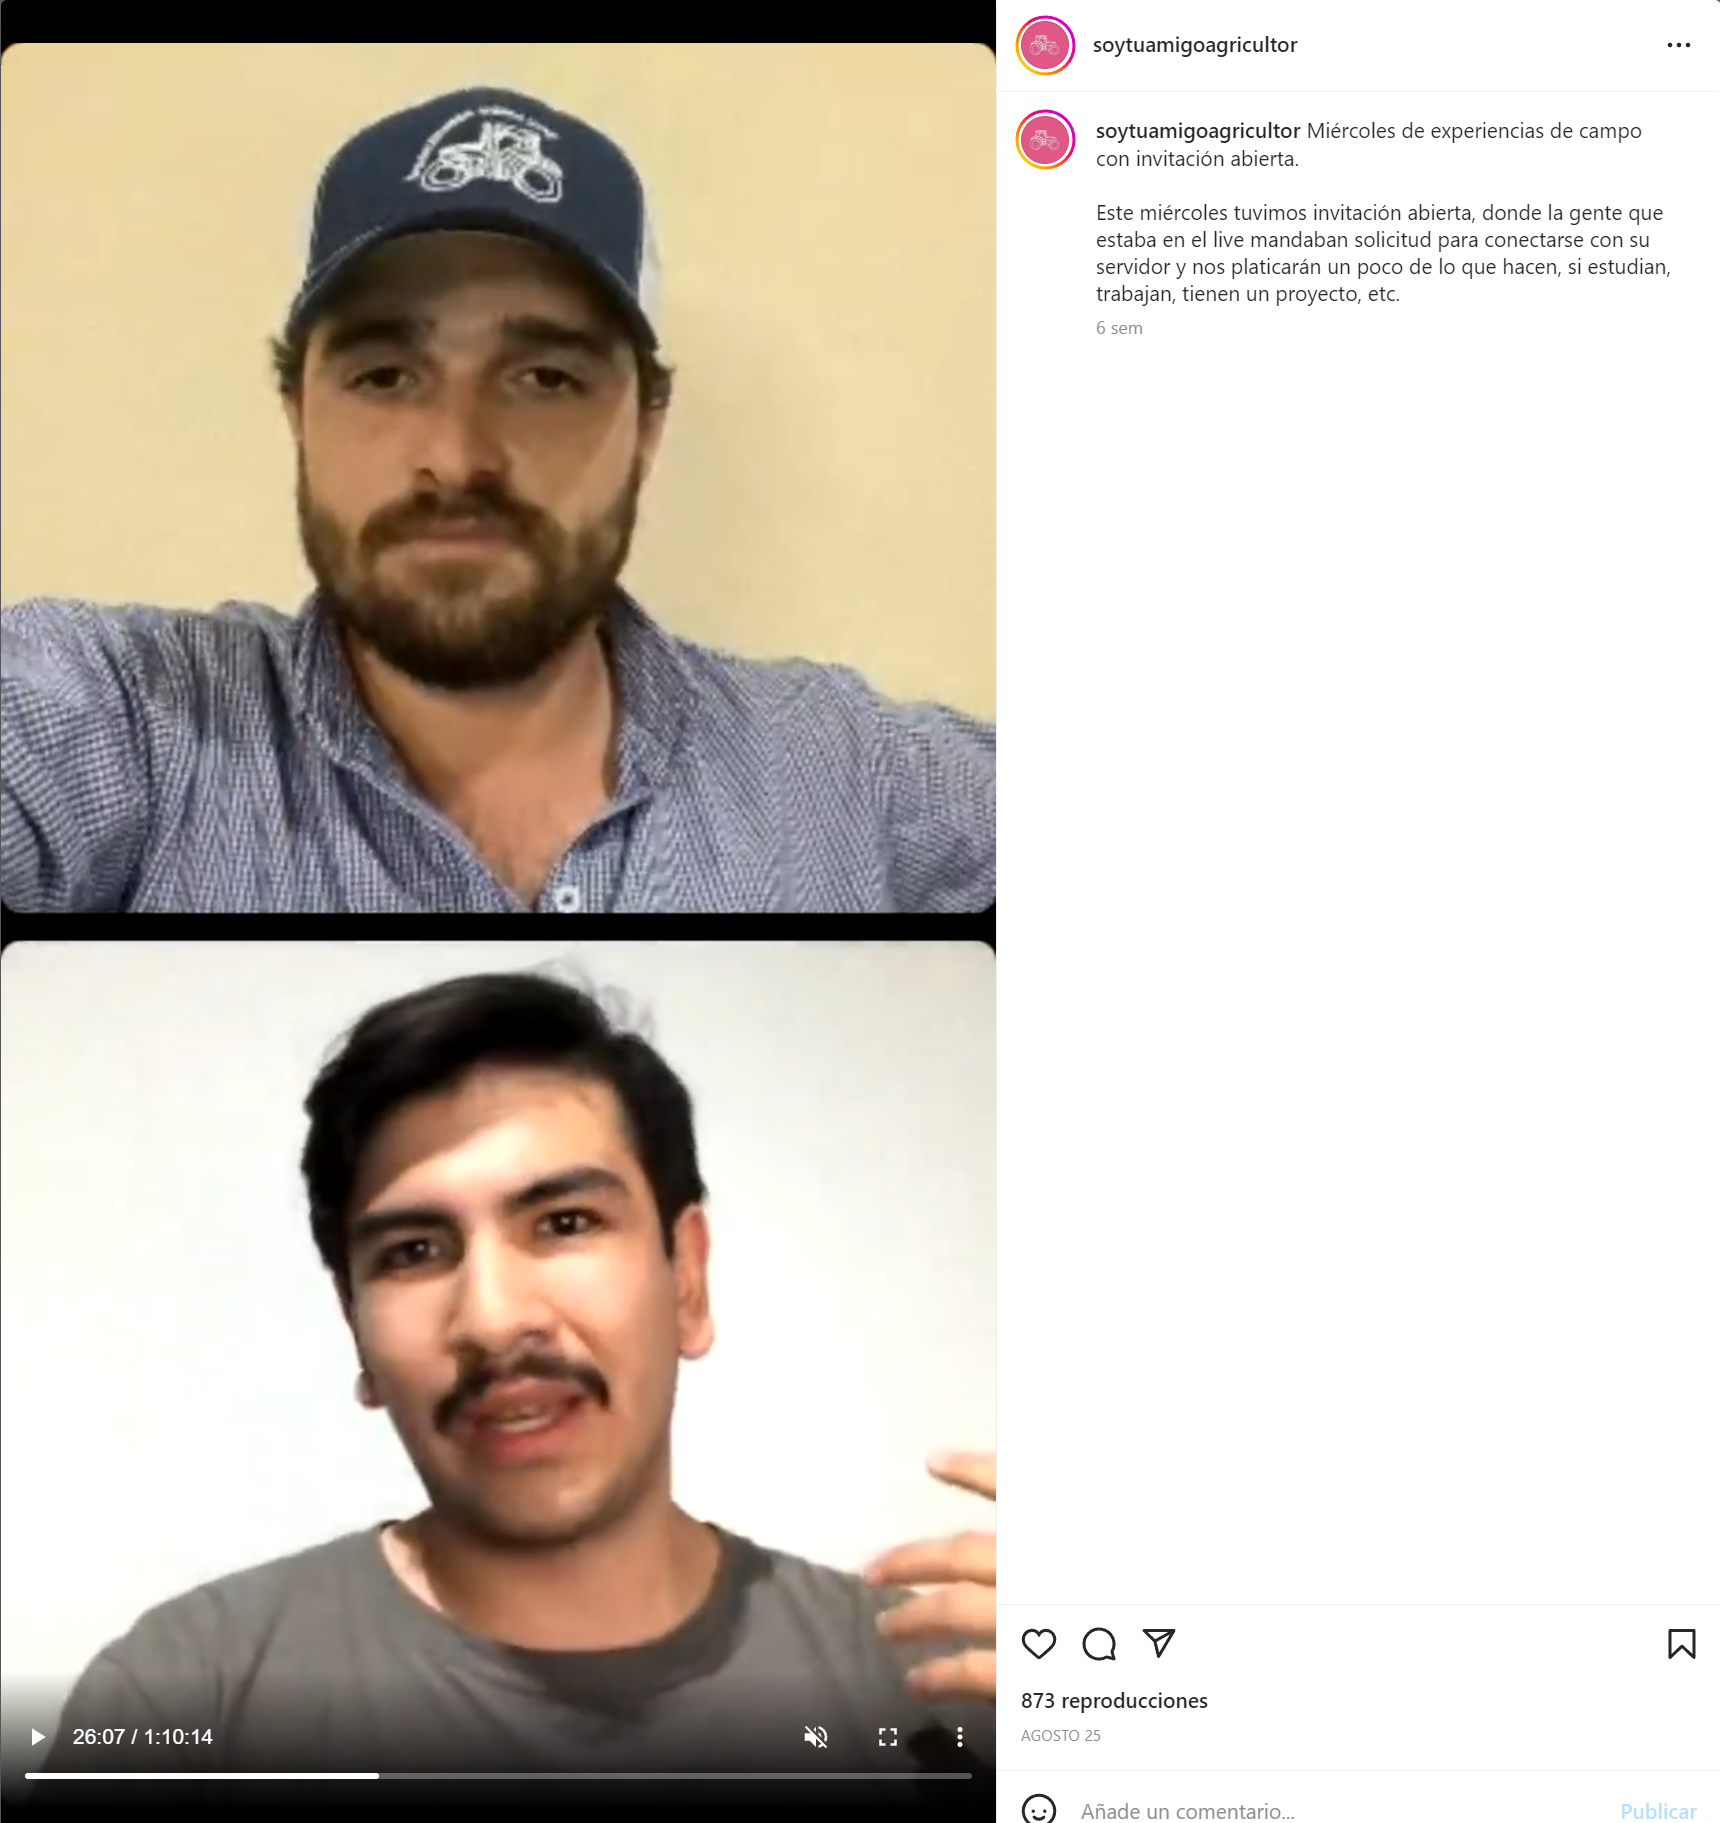 soytuamigoagricultor
soytuamigoagricultor Miércoles de experiencias de campo
con invitación abierta.
Este miércoles tuvimos invitación abierta, donde la gente que
estaba en el live mandaban solicitud para conectarse con su
servidor y nos platicarán un poco de lo que hacen, si estudian,
trabajan, tienen un proyecto, etc.
6 sem
26:07 / 1:10:14
873 reproducciones
AGOSTO 25
Añade un comentario...
Publicar